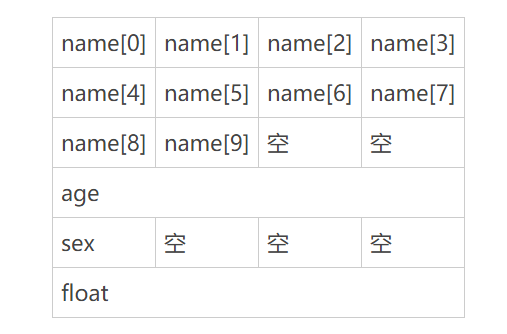 name[0] name[1] name[2] name[3]
name[4] name[5] name[6] name[7]
name[8] name[9] 空 空
age
sex 空 空 空
float